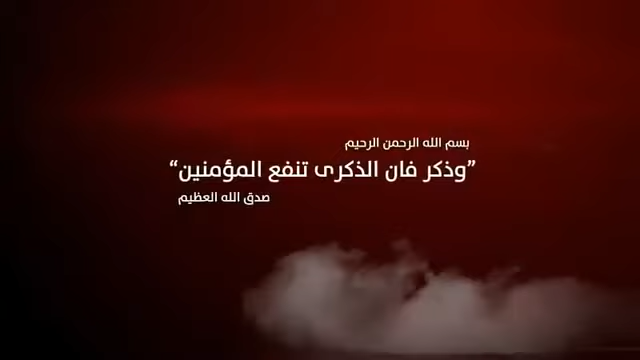 بسم الله الرحمن الرحيم
”وذكر فان الذكرى تنفع المؤمنين“
صدق الله العظيم